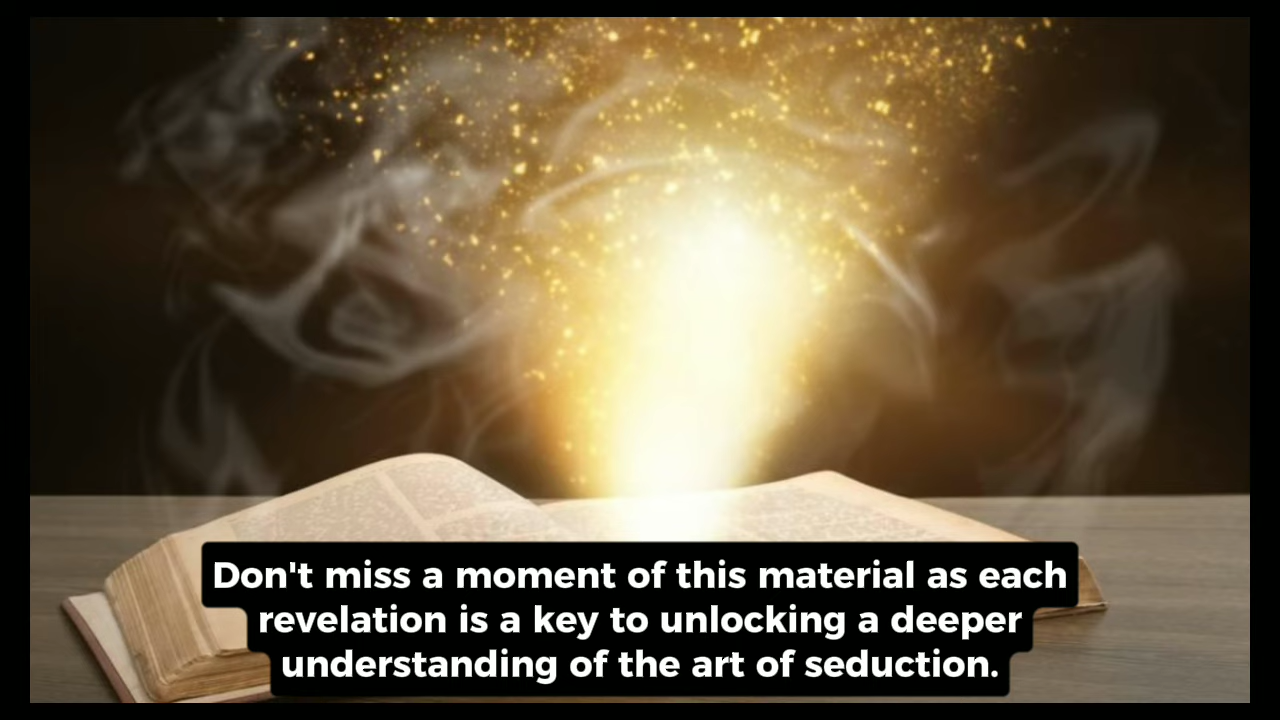 Don't miss a moment of this material as each
revelation is a key to unlocking a deeper
understanding of the art of seduction.